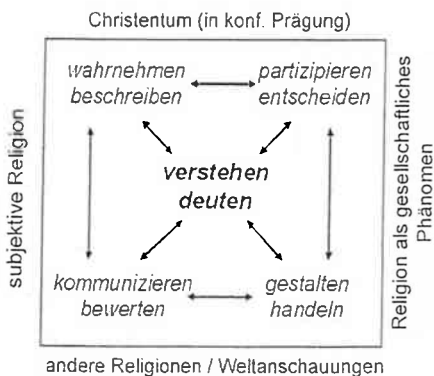 Christentum (in konf. Prägung)
wahrnehmen
beschreiben
partizipieren
entscheiden
subjektive Religion
verstehen
deuten
Religion als gesellschaftliches
Phänomen
kommunizieren
bewerten
gestalten
handeln
andere Religionen / Weltanschauungen